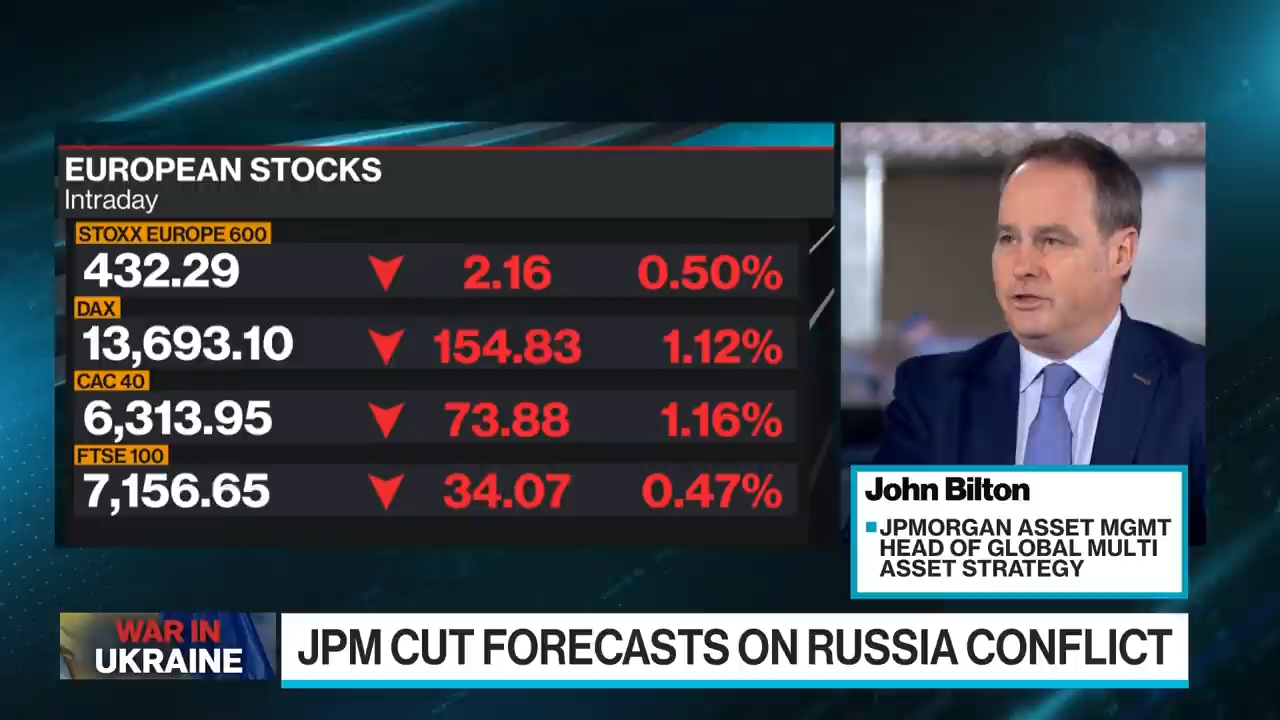 EUROPEAN STOCKS
Intraday
STOXX EUROPE 600
432.29 2.16 0.50%
DAX
13,693.10 154.83 1.12%
CAC 40
6,313.95 73.88 1.16%
FTSE 100
7,156.65 34.07 0.47%
John Bilton
JPMORGAN ASSET MGMT
HEAD OF GLOBAL MULTI
ASSET STRATEGY
WAR IN
UKRAINE
JPM CUT FORECASTS ON RUSSIA CONFLICT